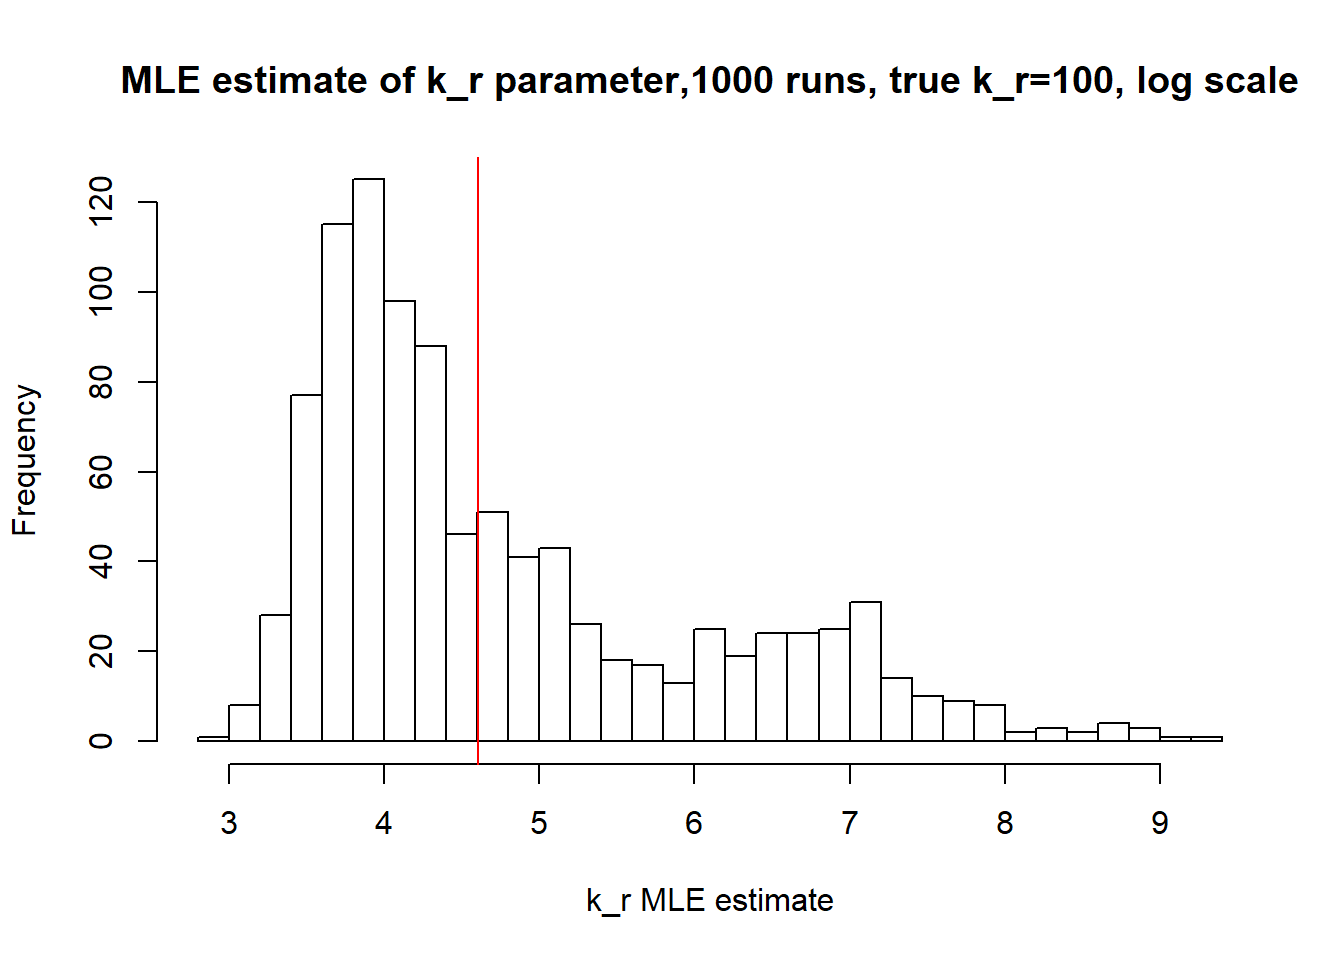 MLE estimate of k_r parameter,1000 runs, true k_r=100, log scale
Frequency
120
100
80
60
40
20
0
3 4 5 6 7 8 9
k_r MLE estimate